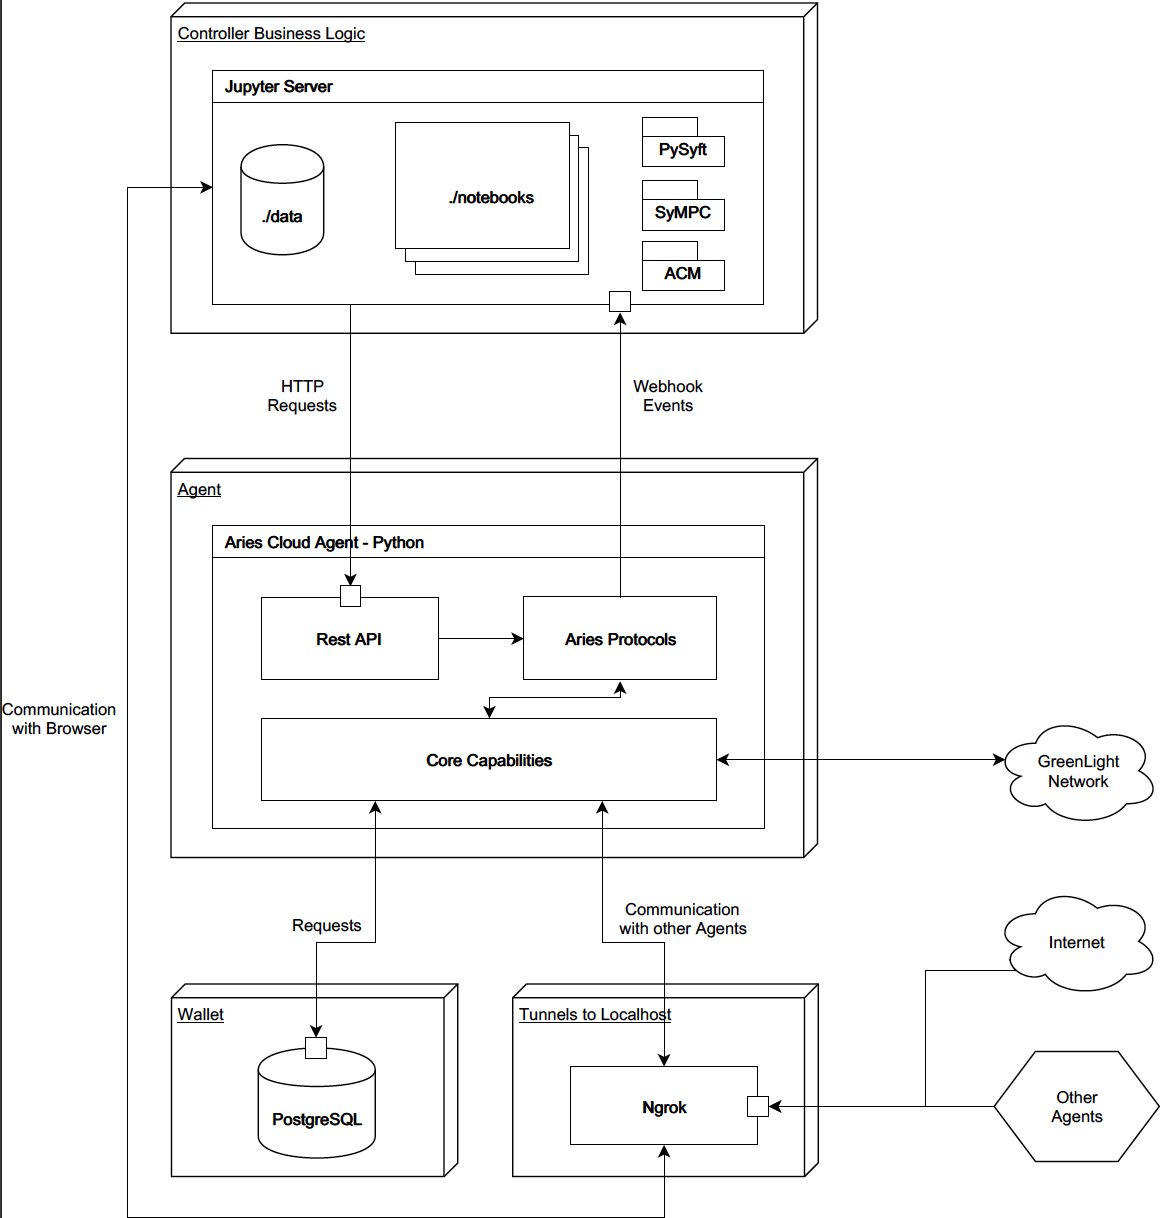 Controller Business Logic
Jupyter Server
./data
./notebooks
PySyft
SyMPC
ACM
HTTP
Requests
Webhook
Events
Agent
Aries Cloud Agent - Python
Rest API
Aries Protocols
Core Capabilities
Communication
with Browser
GreenLight
Network
Requests
Communication
with other Agents
Internet
Wallet
PostgreSQL
Tunnels to Localhost
Ngrok
Other
Agents